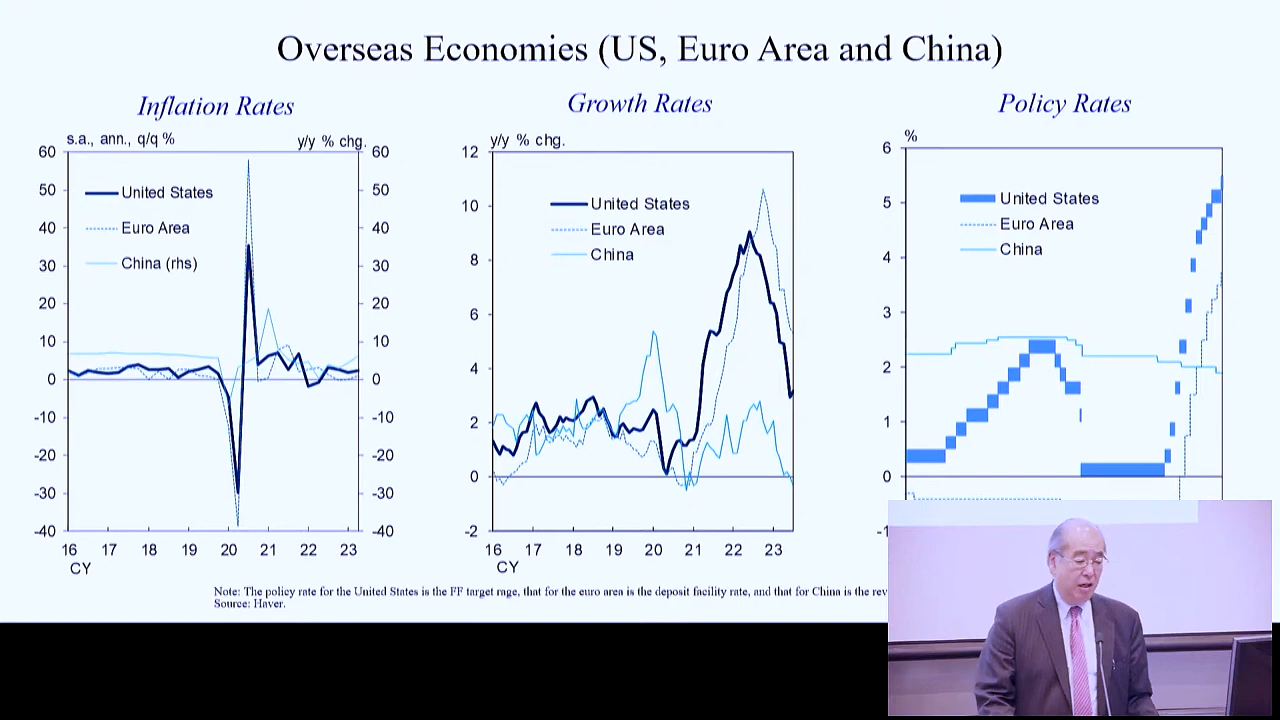 Overseas Economies (US, Euro Area and China)
Inflation Rates
s.a., ann., q/q %
y/y % chg.
60
50
40
30
20
10
0
-10
-20
-30
-40
60
50
40
30
20
10
0
-10
-20
-30
-40
United States
Euro Area
China (rhs)
16 17 18 19 20 21 22 23
CY
Growth Rates
y/y % chg.
12
10
8
6
4
2
0
-2
United States
Euro Area
China
16 17 18 19 20 21 22 23
CY
Policy Rates
%
6
5
4
3
2
1
0
-1
United States
Euro Area
China
Note: The policy rate for the United States is the FF target rnge, that for the euro area is the deposit facility rate, and that for China is the rev
Source: Haver.